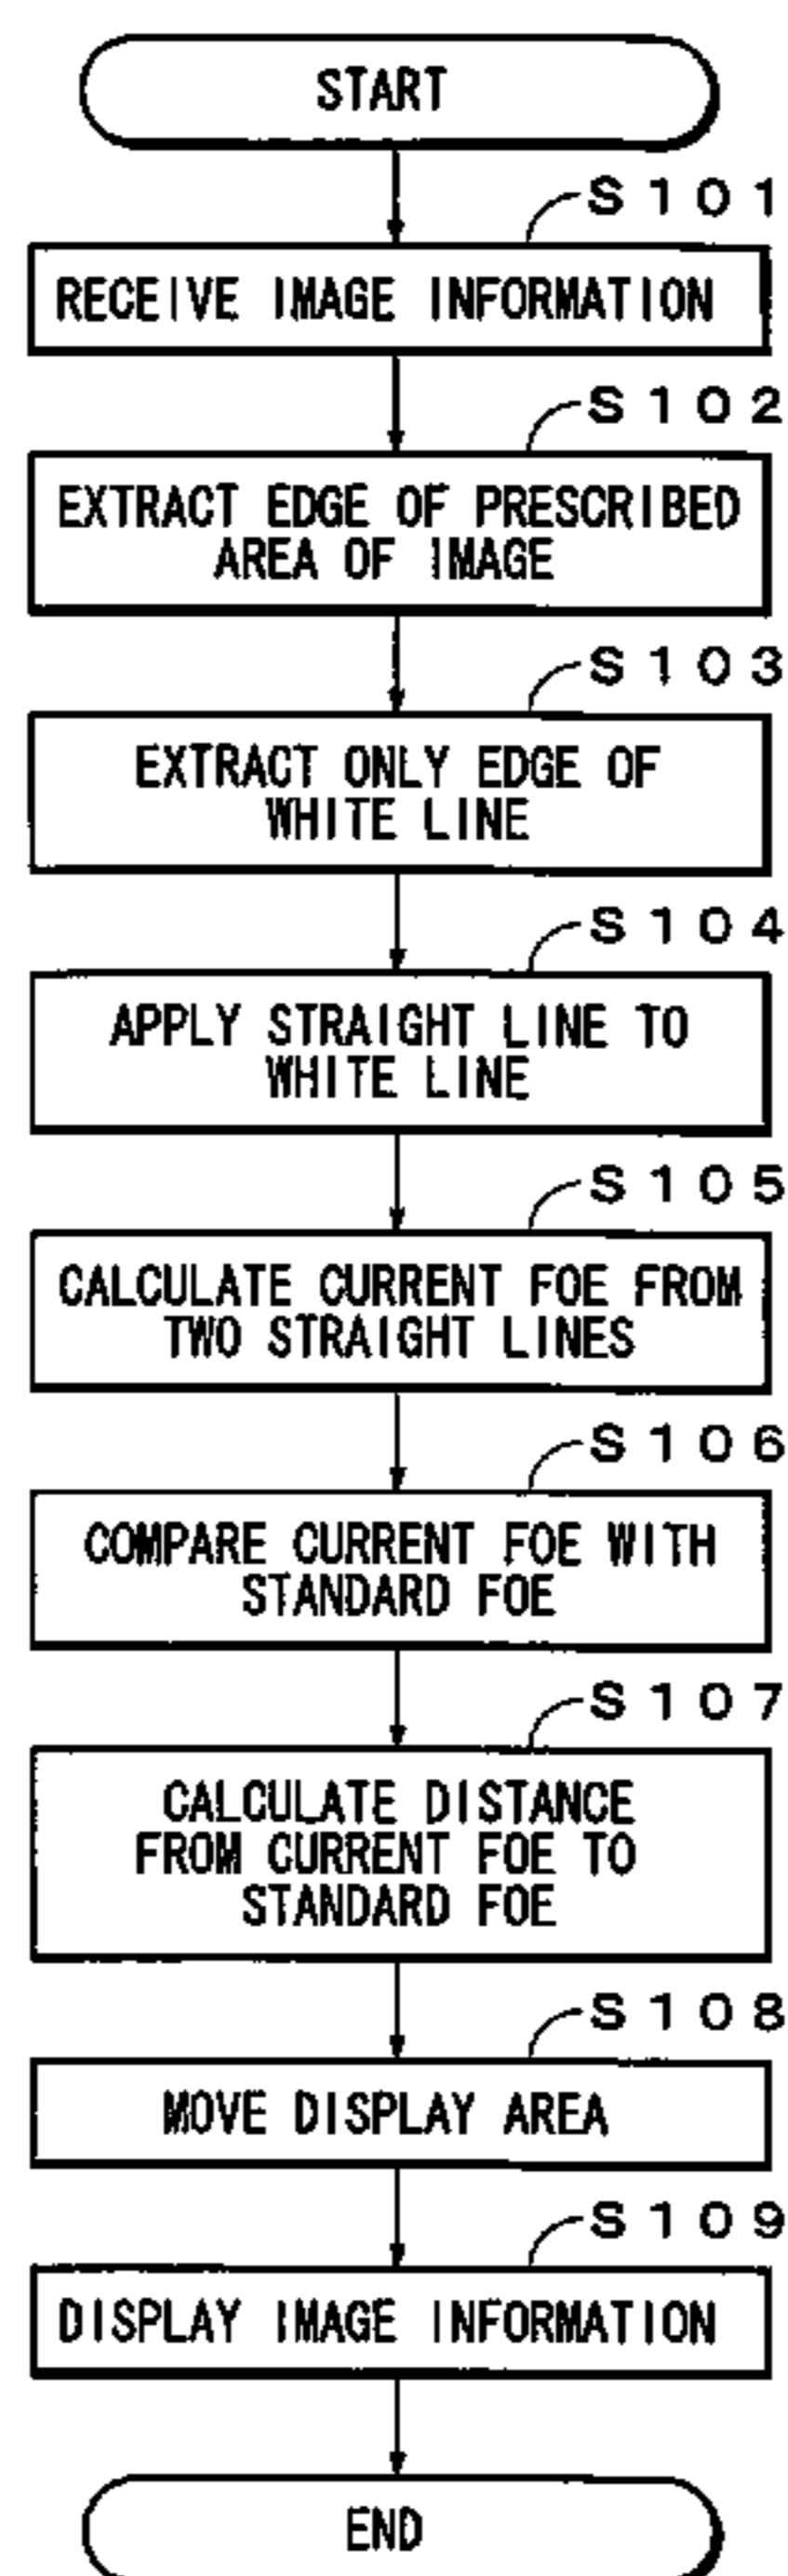 START
S101
RECEIVE IMAGE INFORMATION
S102
EXTRACT EDGE OF PRESCRIBED
AREA OF IMAGE
S103
EXTRACT ONLY EDGE OF
WHITE LINE
S104
APPLY STRAIGHT LINE TO
WHITE LINE
S105
CALCULATE CURRENT FOE FROM
TWO STRAIGHT LINES
S106
COMPARE CURRENT FOE WITH
STANDARD FOE
S107
CALCULATE DISTANCE
FROM CURRENT FOE TO
STANDARD FOE
S108
MOVE DISPLAY AREA
S109
DISPLAY IMAGE INFORMATION
END